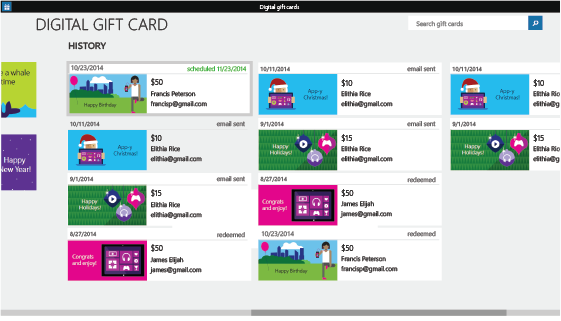 Digital gift cards
DIGITAL GIFT CARD
Search gift cards
HISTORY
e a whole
time
Happy
New Year!
10/23/2014 scheduled 11/23/2014
Happy Birthday
$50
Francis Peterson
francisp@gmail.com
10/11/2014 email sent
App-y
Christmas!
$10
Elithia Rice
elithia@gmail.com
9/1/2014 email sent
Happy
Holidays!
$15
Elithia Rice
elithia@gmail.com
8/27/2014 redeemed
Congrats
and enjoy!
$50
James Elijah
james@gmail.com
10/11/2014 email sent
App-y
Christmas!
$10
Elithia Rice
elithia@gmail.com
9/1/2014 email sent
Happy
Holidays!
$15
Elithia Rice
elithia@gmail.com
8/27/2014 redeemed
Congrats
and enjoy!
$50
James Elijah
james@gmail.com
10/23/2014 redeemed
Happy Birthday
$50
Francis Peterson
francisp@gmail.com
10/11/2014
App-y
Christmas!
$10
Elithia
elithia@
9/1/2014
Happy
Holidays!
$15
Elithia
elithia@